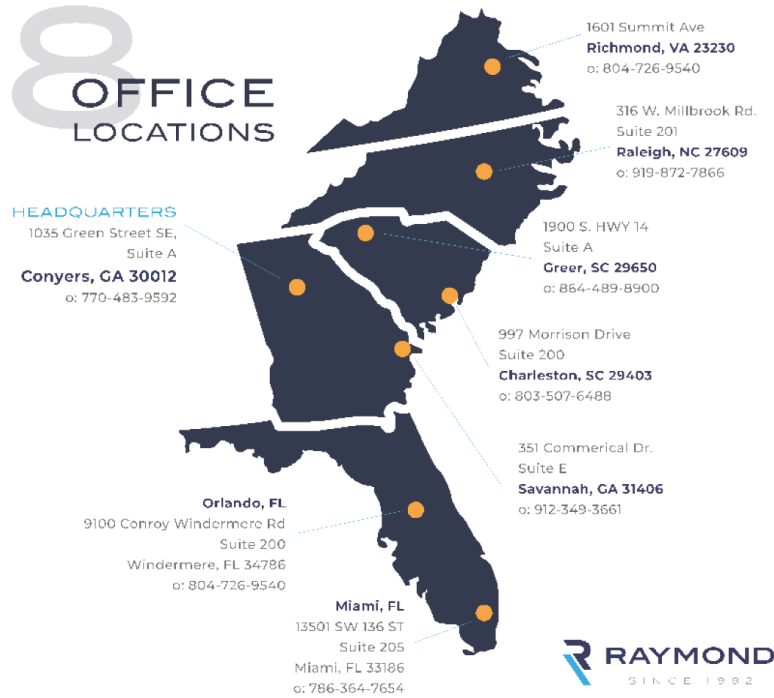 8
OFFICE
LOCATIONS
1601 Summit Ave
Richmond, VA 23230
o: 804-726-9540
316 W. Millbrook Rd.
Suite 201
Raleigh, NC 27609
o: 919-872-7866
HEADQUARTERS
1035 Green Street SE,
Suite A
Conyers, GA 30012
o: 770-483-9592
1900 S. HWY 14
Suite A
Greer, SC 29650
o: 864-489-8900
997 Morrison Drive
Suite 200
Charleston, SC 29403
o: 803-507-6488
351 Commerical Dr.
Suite E
Savannah, GA 31406
o: 912-349-3661
Orlando, FL
9100 Conroy Windermere Rd
Suite 200
Windermere, FL 34786
o: 804-726-9540
Miami, FL
13501 SW 136 ST
Suite 205
Miami, FL 33186
o: 786-364-7654
RAYMOND
SINCE 1982